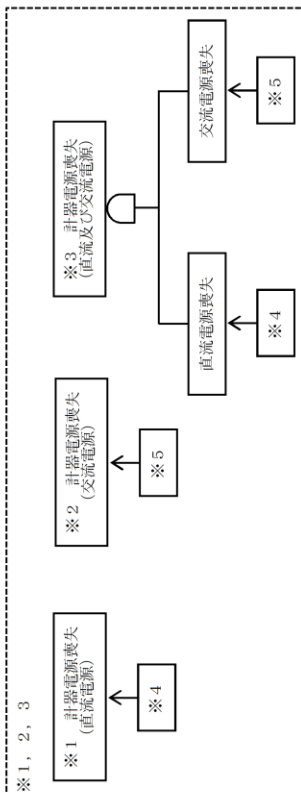 ※1, 2, 3
※1 計器電源喪失
(直流電源)
※4
※2 計器電源喪失
(交流電源)
※5
※3 計器電源喪失
(直流及び交流電源)
直流電源喪失
※4
交流電源喪失
※5